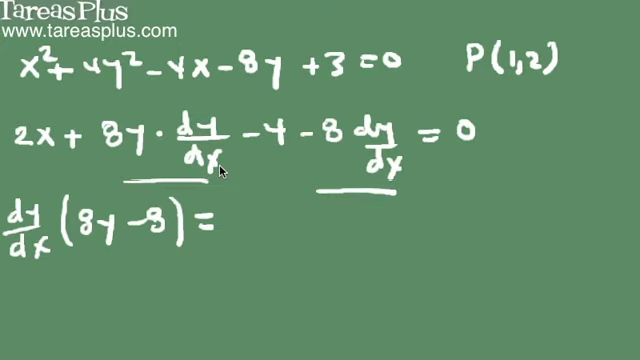 TareasPlus
www.tareasplus.com
x² + 4y² - 4x - 8y + 3 = 0 P(1,2)
2x + 8y · dy/dx - 4 - 8 dy/dx = 0
dy/dx (8y - 8) =